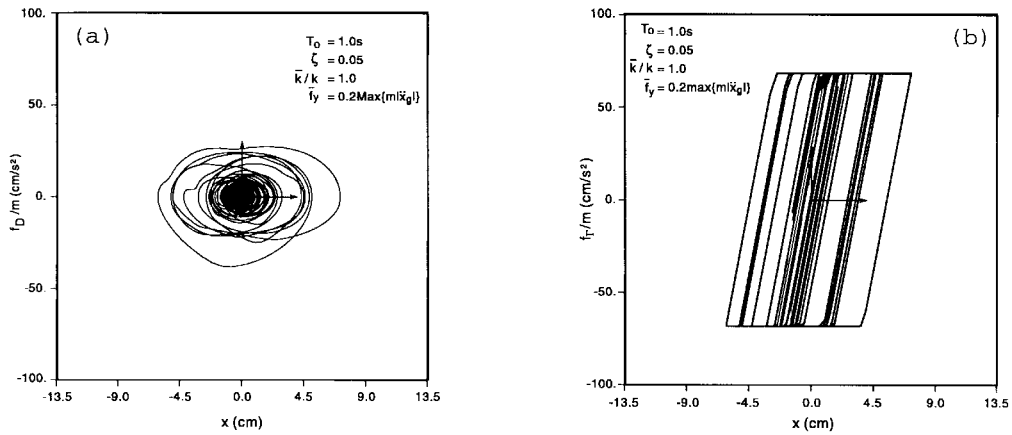 (a)
T₀ = 1.0s
ζ = 0.05
k̄/k = 1.0
f̄y = 0.2Max{m|ẍg|}
100.
50.
0.
-50.
-100.
f_D/m (cm/s²)
-13.5 -9.0 -4.5 0.0 4.5 9.0 13.5
x (cm)
(b)
T₀ = 1.0s
ζ = 0.05
k̄/k = 1.0
f̄y = 0.2max{m|ẍg|}
100.
50.
0.
-50.
-100.
f_Γ/m (cm/s²)
-13.5 -9.0 -4.5 0.0 4.5 9.0 13.5
x (cm)